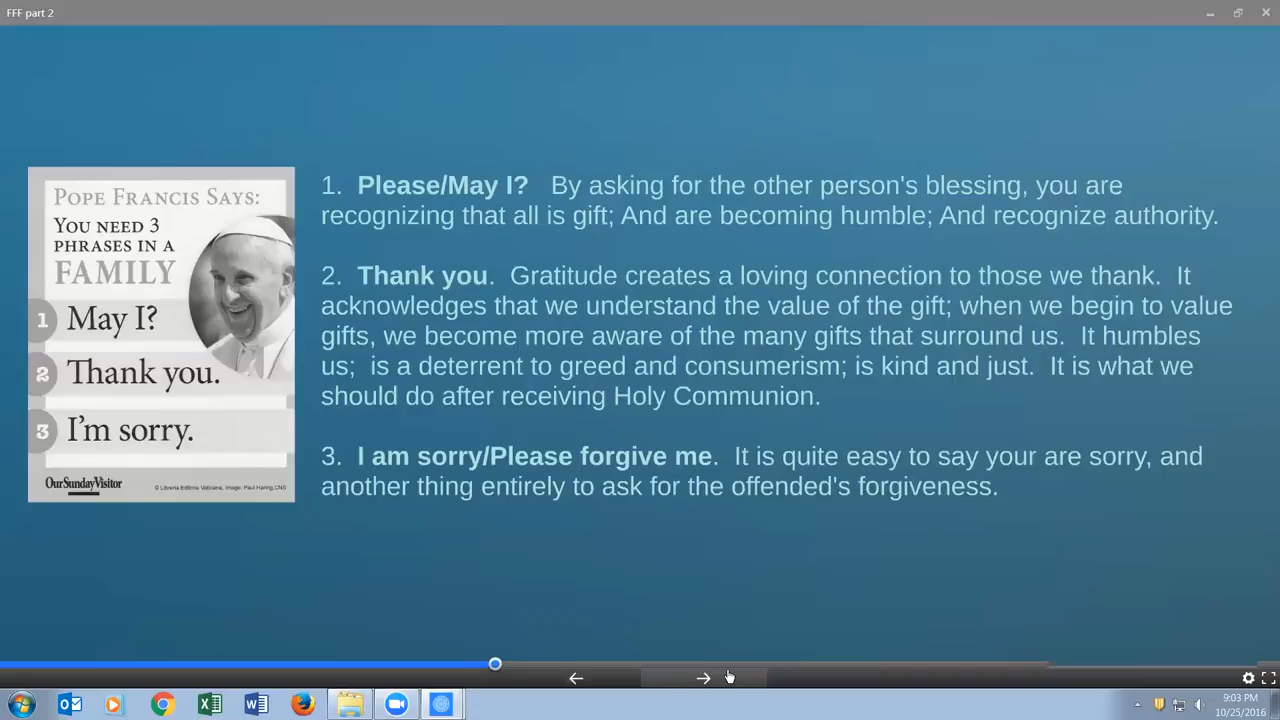 FFF part 2
POPE FRANCIS SAYS:
YOU NEED 3
PHRASES IN A
FAMILY
1 May I?
2 Thank you.
3 I'm sorry.
OurSundayVisitor
© Libreria Editrice Vaticana, Image: Paul Haring, CNS
1. Please/May I? By asking for the other person's blessing, you are
recognizing that all is gift; And are becoming humble; And recognize authority.
2. Thank you. Gratitude creates a loving connection to those we thank. It
acknowledges that we understand the value of the gift; when we begin to value
gifts, we become more aware of the many gifts that surround us. It humbles
us; is a deterrent to greed and consumerism; is kind and just. It is what we
should do after receiving Holy Communion.
3. I am sorry/Please forgive me. It is quite easy to say your are sorry, and
another thing entirely to ask for the offended's forgiveness.
9:03 PM
10/25/2016